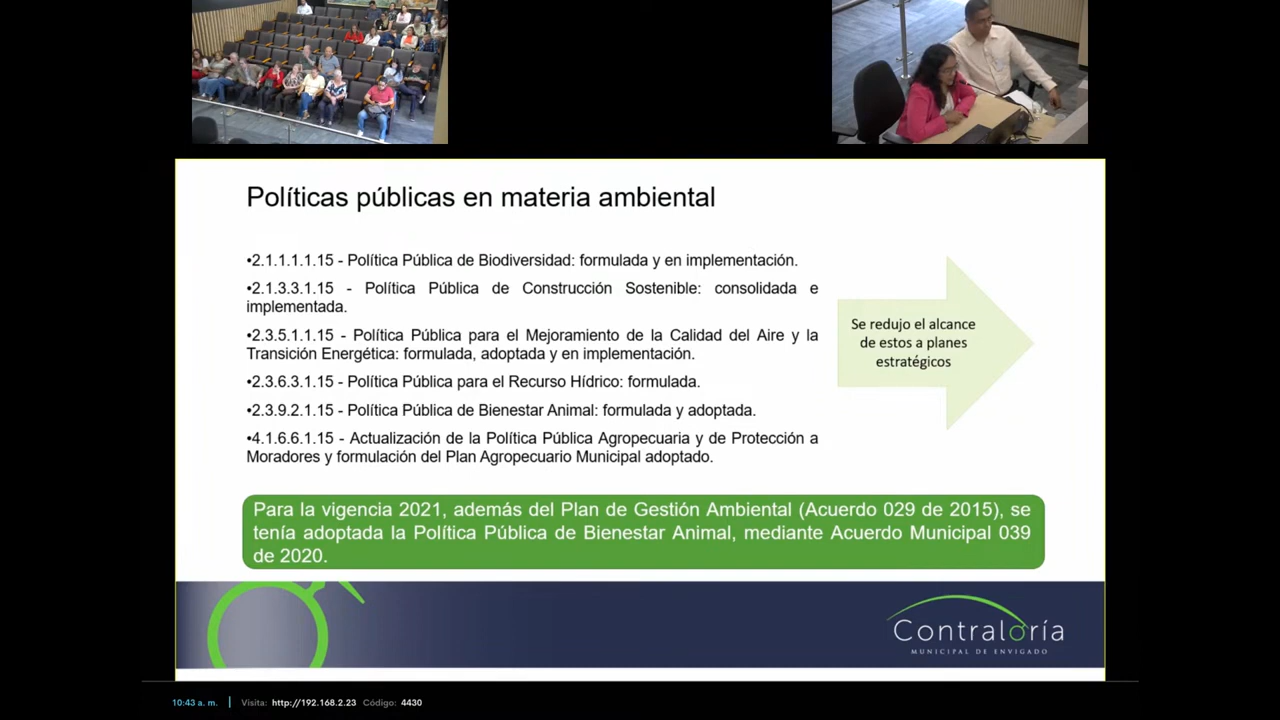 Políticas públicas en materia ambiental
•2.1.1.1.1.15 - Política Pública de Biodiversidad: formulada y en implementación.
•2.1.3.3.1.15 - Política Pública de Construcción Sostenible: consolidada e
implementada.
•2.3.5.1.1.15 - Política Pública para el Mejoramiento de la Calidad del Aire y la
Transición Energética: formulada, adoptada y en implementación.
•2.3.6.3.1.15 - Política Pública para el Recurso Hídrico: formulada.
•2.3.9.2.1.15 - Política Pública de Bienestar Animal: formulada y adoptada.
•4.1.6.6.1.15 - Actualización de la Política Pública Agropecuaria y de Protección a
Moradores y formulación del Plan Agropecuario Municipal adoptado.
Se redujo el alcance
de estos a planes
estratégicos
Para la vigencia 2021, además del Plan de Gestión Ambiental (Acuerdo 029 de 2015), se
tenía adoptada la Política Pública de Bienestar Animal, mediante Acuerdo Municipal 039
de 2020.
Contraloría
MUNICIPAL DE ENVIGADO
10:43 a. m. | Visita: http://192.168.2.23 Código: 4430